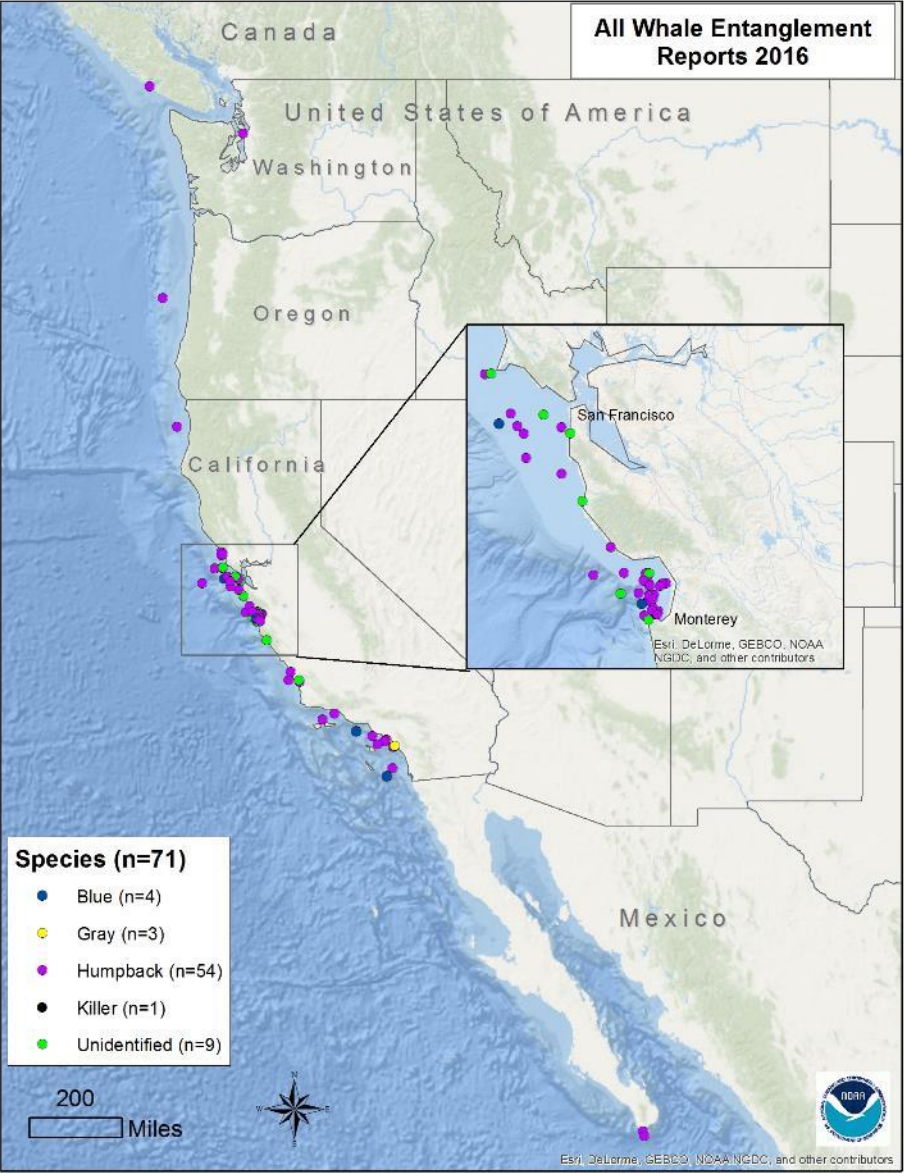 All Whale Entanglement
Reports 2016
Canada
United States of America
Washington
Oregon
California
San Francisco
Monterey
Esri, DeLorme, GEBCO, NOAA
NGDC, and other contributors
Mexico
Species (n=71)
Blue (n=4)
Gray (n=3)
Humpback (n=54)
Killer (n=1)
Unidentified (n=9)
200
Miles
N
W
E
S
NOAA
Esri, DeLorme, GEBCO, NOAA NGDC, and other contributors